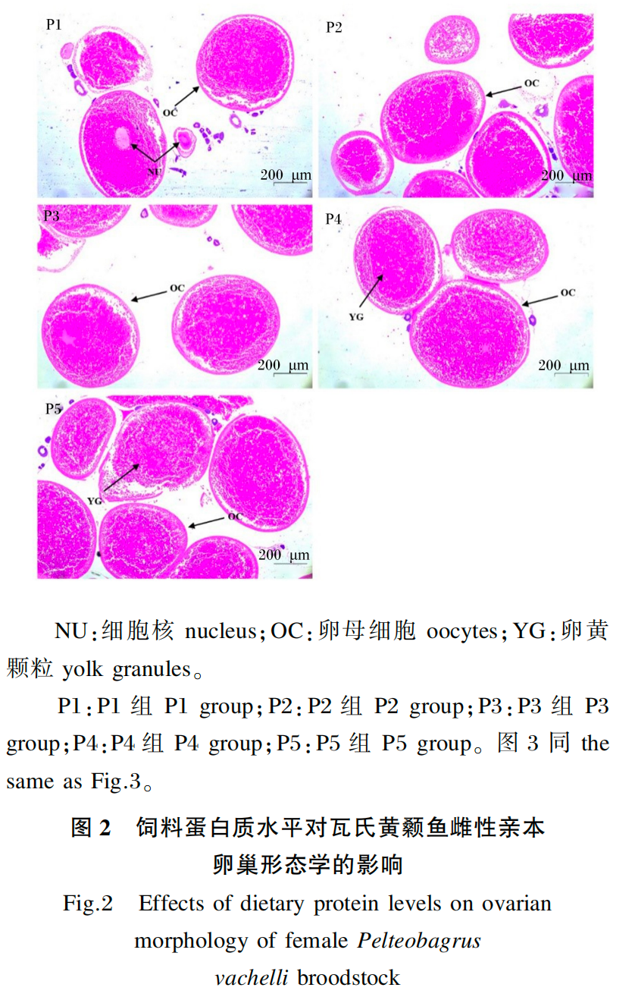 P1
OC
NU
200 μm
P2
OC
200 μm
P3
OC
200 μm
P4
YG
OC
200 μm
P5
YG
OC
200 μm
NU:细胞核 nucleus;OC:卵母细胞 oocytes;YG:卵黄
颗粒 yolk granules。
P1:P1 组 P1 group;P2:P2 组 P2 group;P3:P3 组 P3
group;P4:P4 组 P4 group;P5:P5 组 P5 group。图 3 同 the
same as Fig.3。
图 2 饲料蛋白质水平对瓦氏黄颡鱼雌性亲本
卵巢形态学的影响
Fig.2 Effects of dietary protein levels on ovarian
morphology of female Pelteobagrus
vachelli broodstock